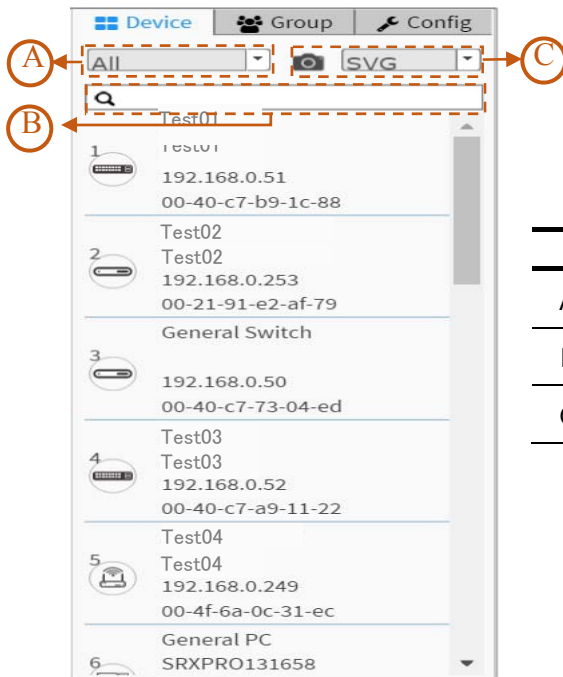 Device Group Config
A All SVG C
B
Test01
1 Test01
192.168.0.51
00-40-c7-b9-1c-88
Test02
2 Test02
192.168.0.253
00-21-91-e2-af-79
General Switch
3
192.168.0.50
00-40-c7-73-04-ed
Test03
4 Test03
192.168.0.52
00-40-c7-a9-11-22
Test04
5 Test04
192.168.0.249
00-4f-6a-0c-31-ec
General PC
6 SRXPRO131658